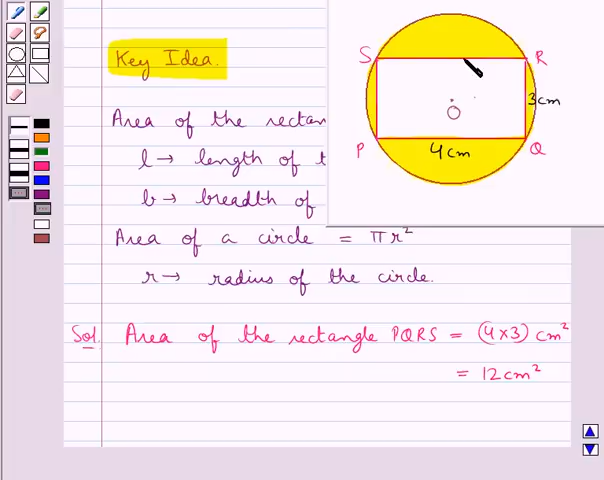 Key Idea.
Area of the rectan
l → length of t
b → breadth of
Area of a circle = πr²
r → radius of the circle.
Sol. Area of the rectangle PQRS = (4×3) cm²
= 12cm²
S R
O 3cm
P Q
4cm